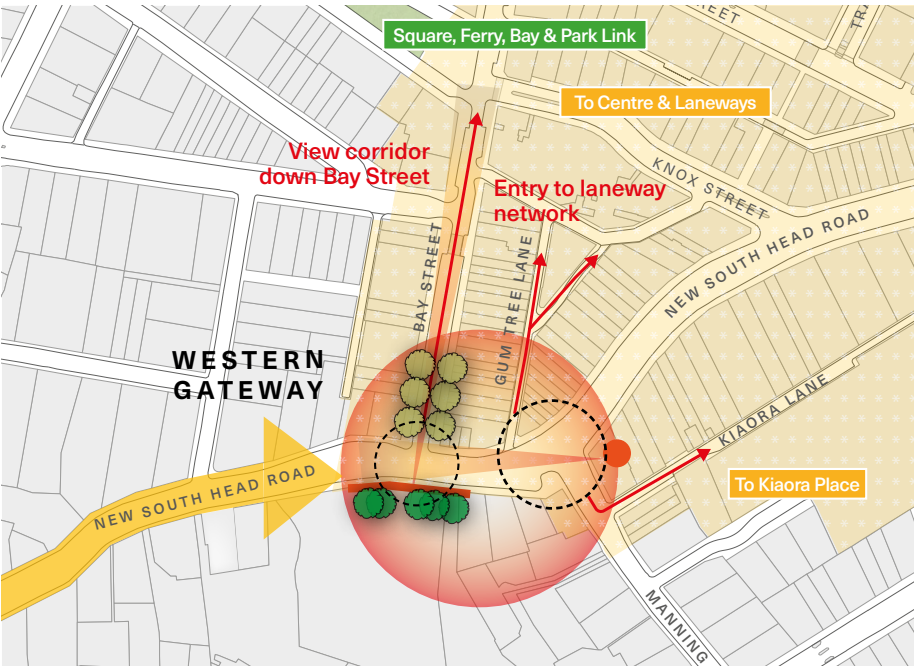 STREET
TRA
Square, Ferry, Bay & Park Link
To Centre & Laneways
View corridor
down Bay Street
Entry to laneway
network
KNOX STREET
NEW SOUTH HEAD ROAD
BAY STREET
GUM TREE LANE
WESTERN
GATEWAY
KIAORA LANE
To Kiaora Place
NEW SOUTH HEAD ROAD
MANNING